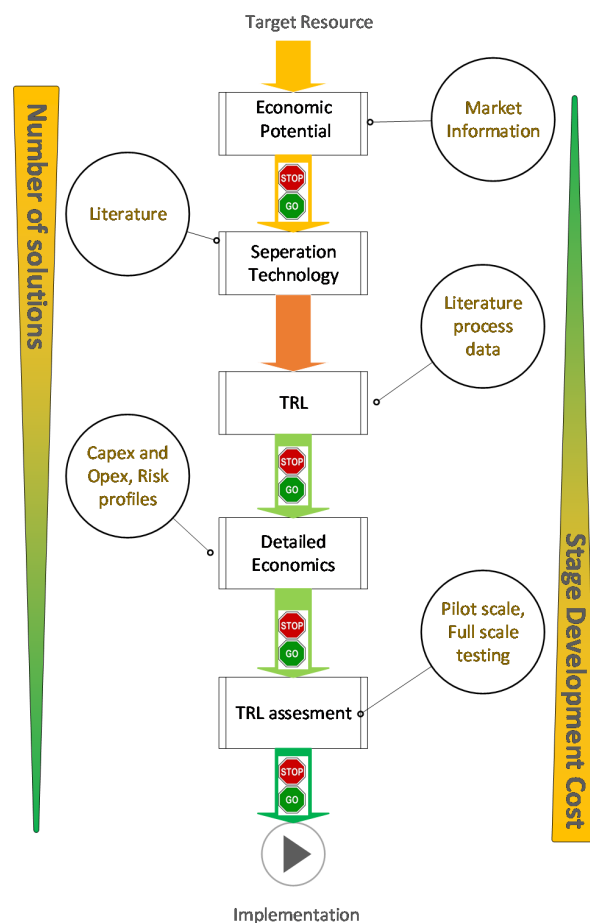 Target Resource
Number of solutions
Economic
Potential
Market
Information
STOP
GO
Literature
Seperation
Technology
Literature
process
data
TRL
Capex and
Opex, Risk
profiles
STOP
GO
Detailed
Economics
Stage Development Cost
STOP
GO
Pilot scale,
Full scale
testing
TRL assesment
STOP
GO
Implementation